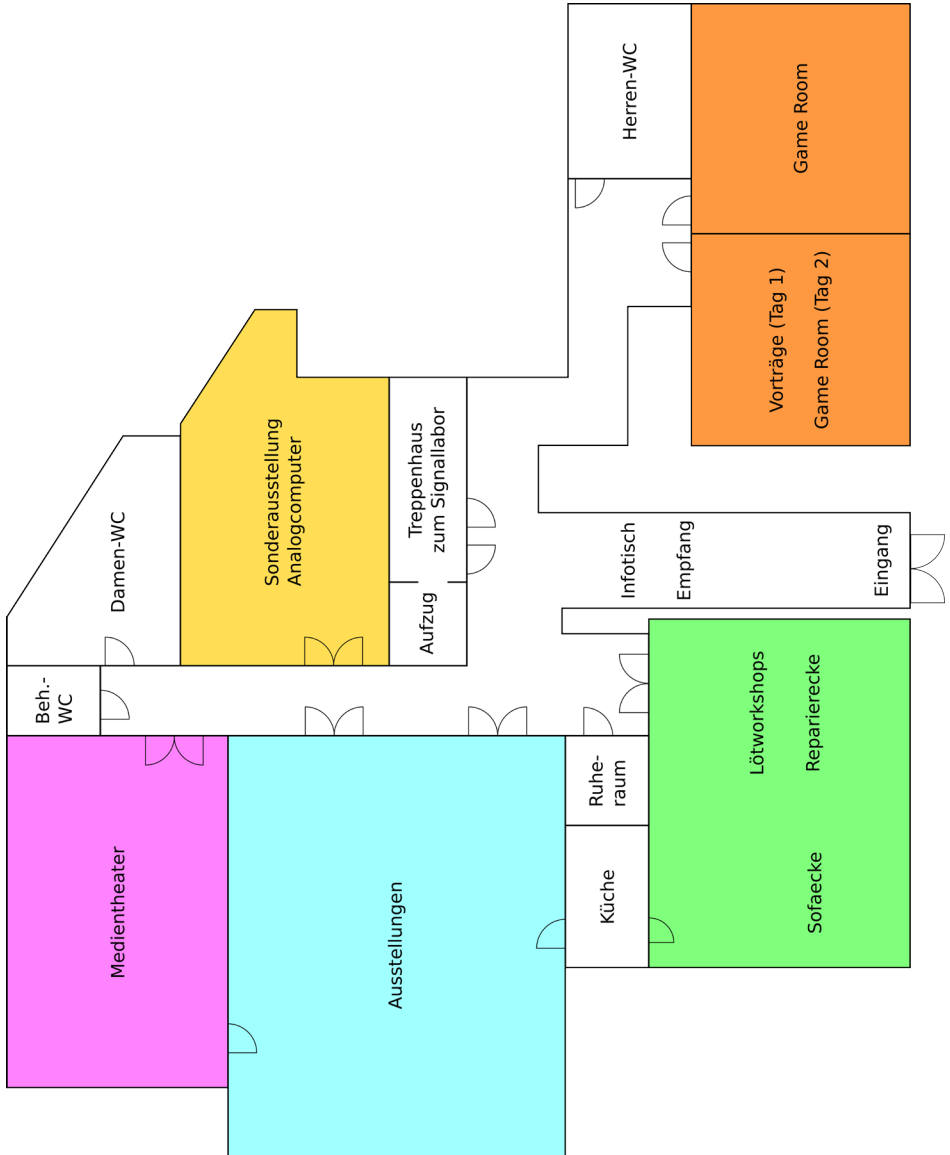 Herren-WC
Game Room
Vorträge (Tag 1)
Game Room (Tag 2)
Damen-WC
Sonderausstellung
Analogcomputer
Treppenhaus
zum Signallabor
Aufzug
Infotisch
Empfang
Eingang
Beh.-
WC
Lötworkshops
Reparierecke
Ruhe-
raum
Medientheater
Ausstellungen
Küche
Sofaecke